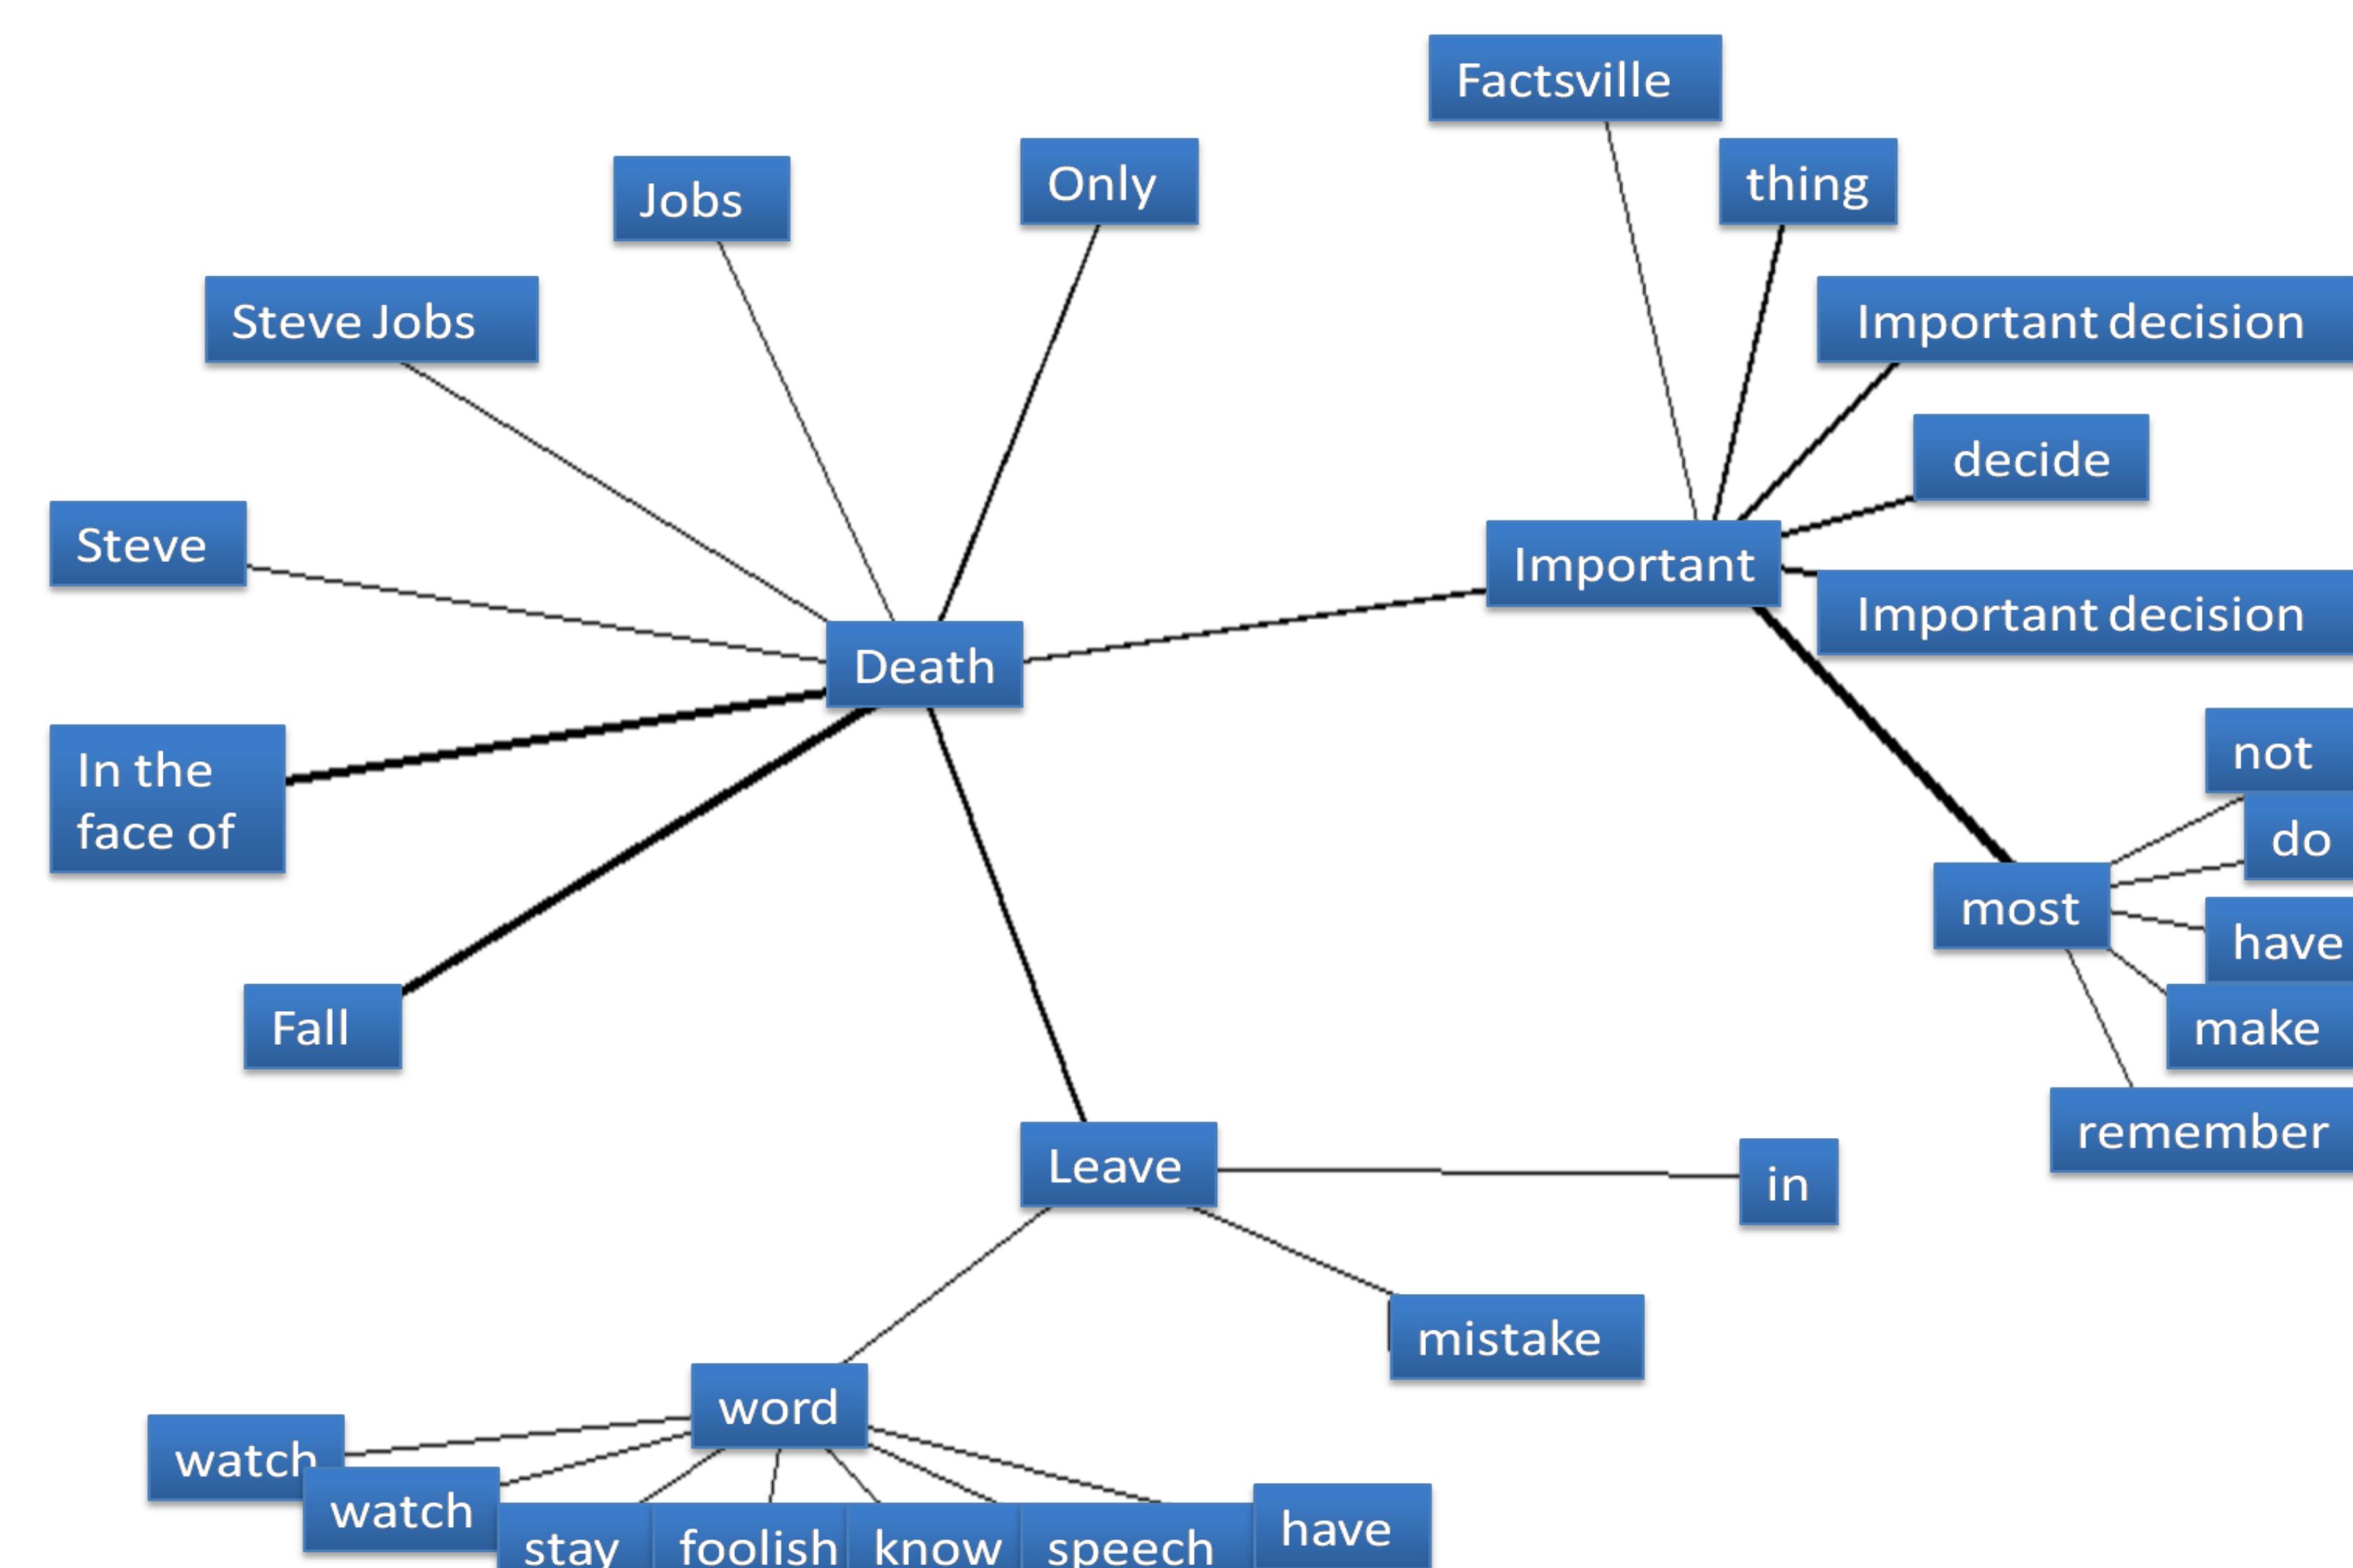 Factsville
thing
Only
Jobs
Steve Jobs
Important decision
decide
Steve
Important
Important decision
Death
not
In the
face of
do
most
have
Fall
make
remember
Leave
in
mistake
word
watch
watch
have
stay
foolish
know
speech